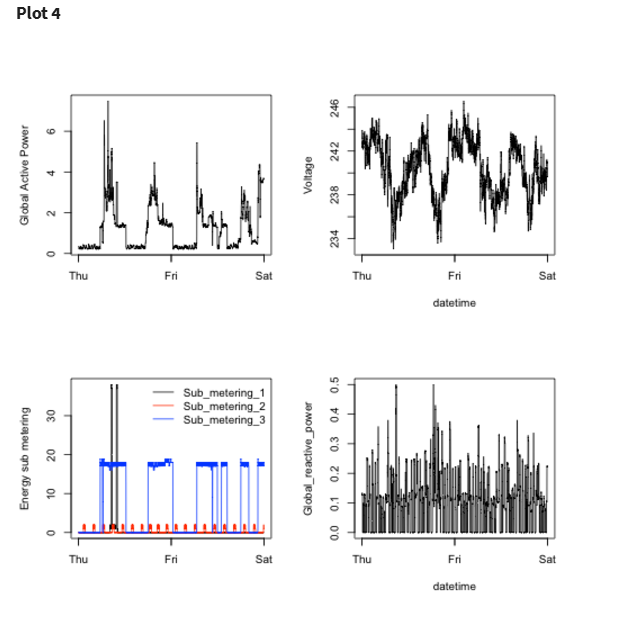 Plot 4
Global Active Power
6
4
2
0
Thu
Fri
Sat
Voltage
246
242
238
234
Thu
Fri
Sat
datetime
Energy sub metering
30
20
10
0
Sub_metering_1
Sub_metering_2
Sub_metering_3
Thu
Fri
Sat
Global_reactive_power
0.5
0.4
0.3
0.2
0.1
0.0
Thu
Fri
Sat
datetime